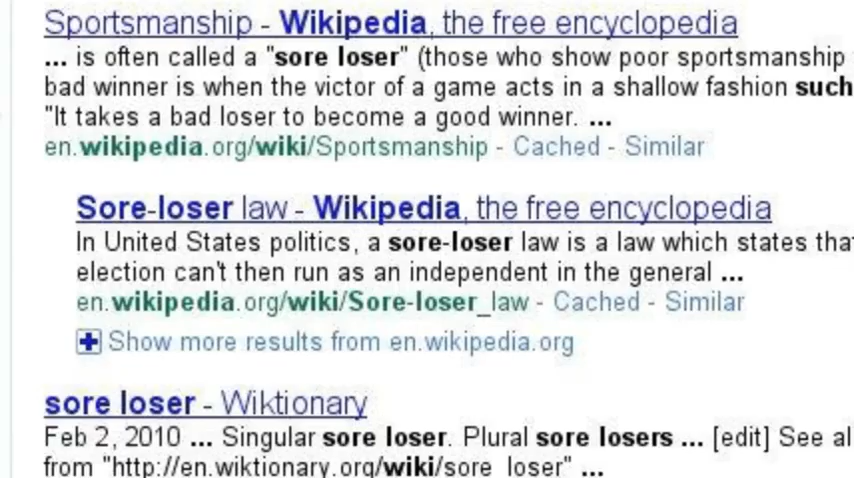 Sportsmanship - Wikipedia, the free encyclopedia
... is often called a "sore loser" (those who show poor sportsmanship
bad winner is when the victor of a game acts in a shallow fashion such
"It takes a bad loser to become a good winner. ...
en.wikipedia.org/wiki/Sportsmanship - Cached - Similar
Sore-loser law - Wikipedia, the free encyclopedia
In United States politics, a sore-loser law is a law which states that
election can't then run as an independent in the general ...
en.wikipedia.org/wiki/Sore-loser_law - Cached - Similar
Show more results from en.wikipedia.org
sore loser - Wiktionary
Feb 2, 2010 ... Singular sore loser. Plural sore losers ... [edit] See al
from "http://en.wiktionary.org/wiki/sore_loser" ...